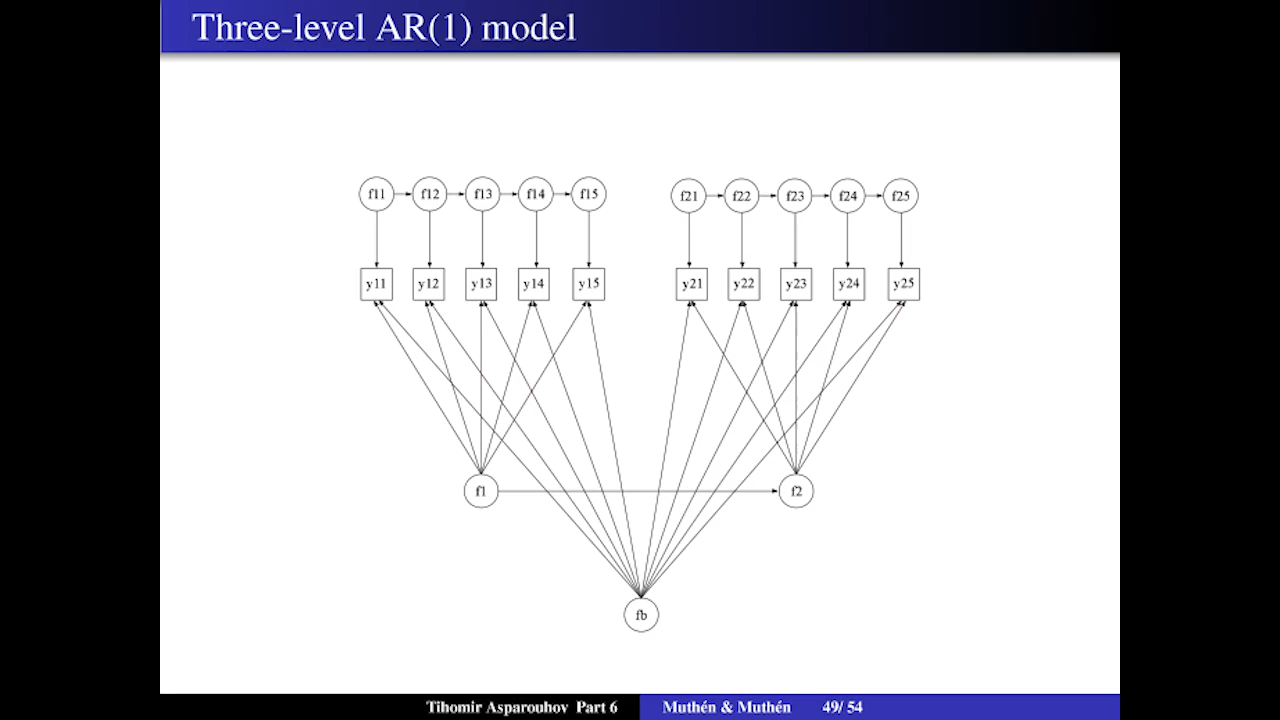 Three-level AR(1) model
f11 f12 f13 f14 f15 f21 f22 f23 f24 f25
y11 y12 y13 y14 y15 y21 y22 y23 y24 y25
f1 f2
fb
Tihomir Asparouhov Part 6 Muthén & Muthén 49/ 54